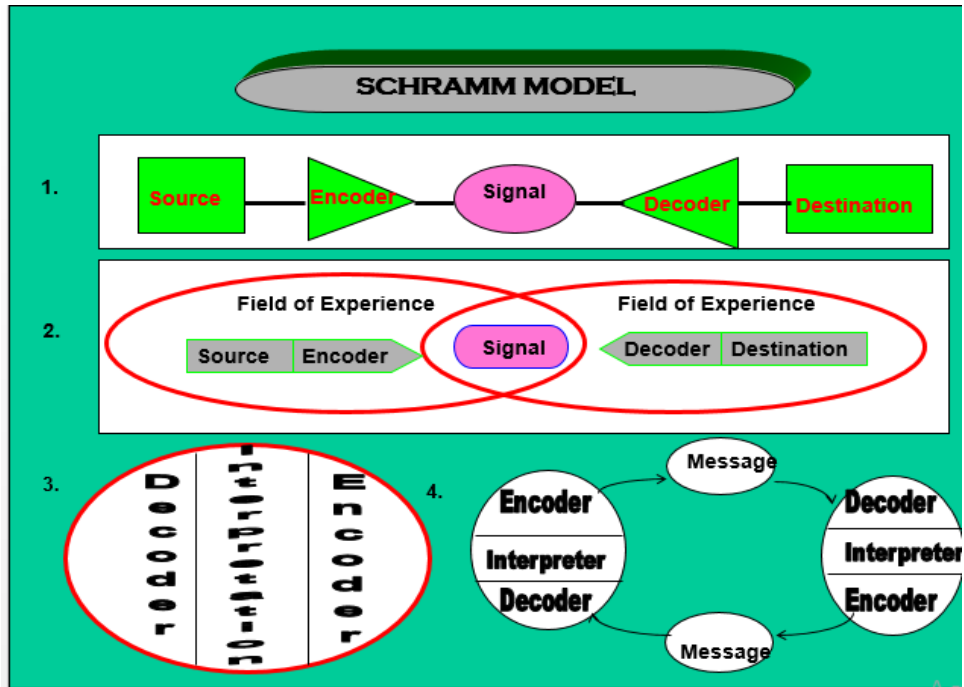 SCHRAMM MODEL
1.
Source
Encoder
Signal
Decoder
Destination
2.
Field of Experience
Field of Experience
Source
Encoder
Signal
Decoder
Destination
3.
Decoder
Interpretation
Encoder
4.
Message
Encoder
Interpreter
Decoder
Decoder
Interpreter
Encoder
Message